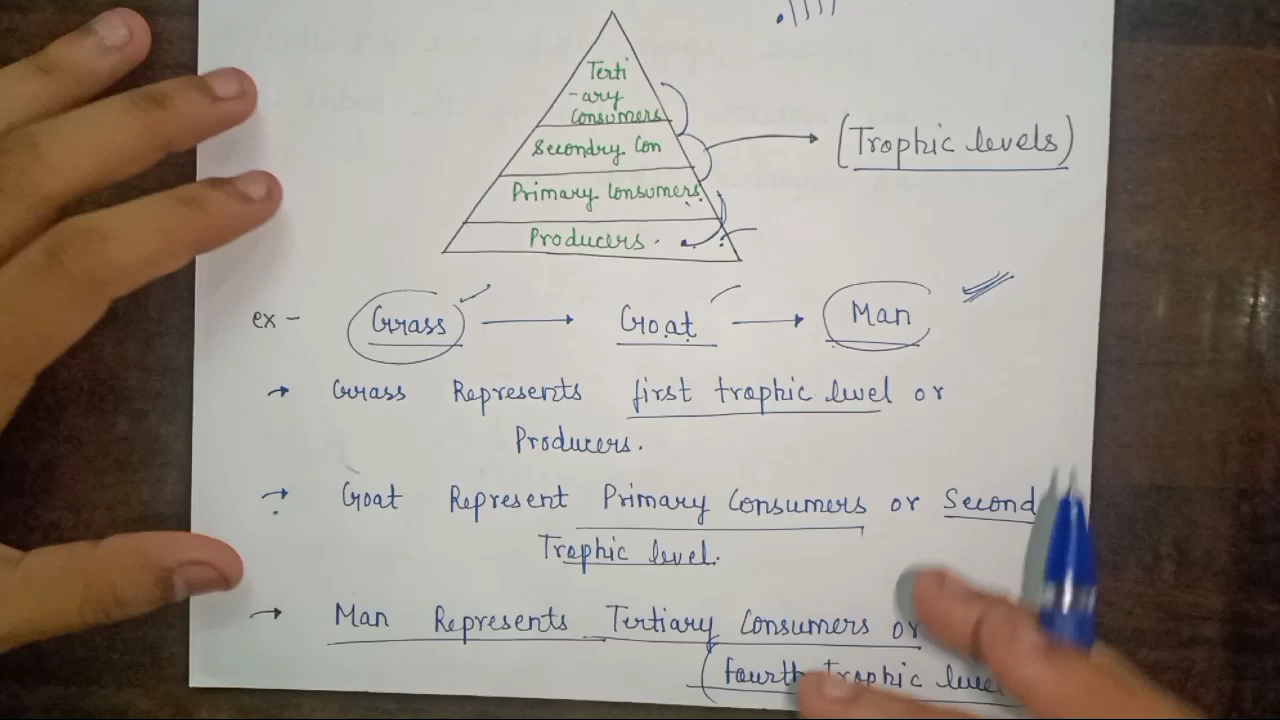 Terti
-ary
Consumers
Secondry Con
Primary Consumers
Producers.
(Trophic levels)
ex - Grass → Goat → Man
→ Grass Represents first trophic level or
Producers.
→ Goat Represent Primary Consumers or Second
Trophic level.
→ Man Represents Tertiary Consumers or
(fourth trophic level